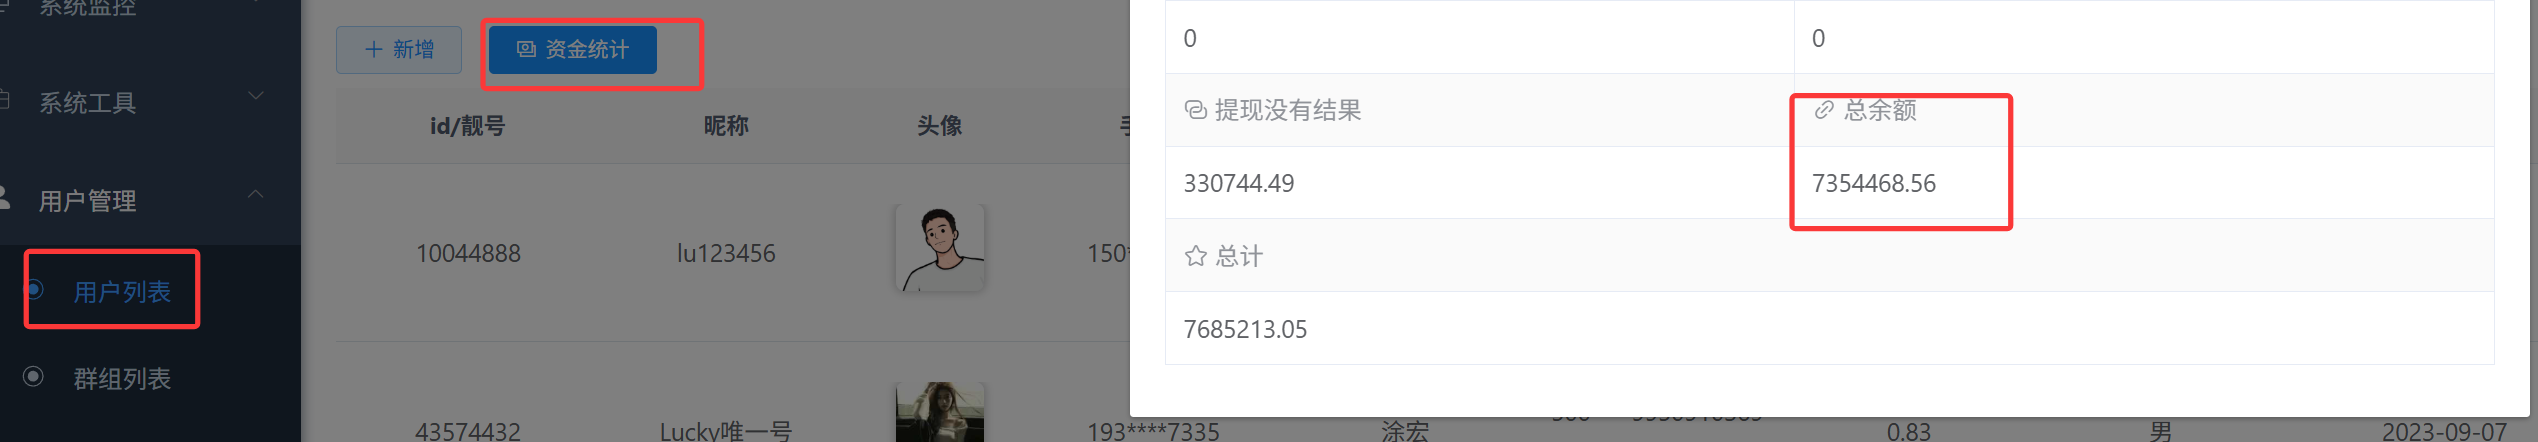 系统监控
系统工具
用户管理
用户列表
群组列表
新增
资金统计
id/靓号
昵称
头像
10044888
lu123456
150*
43574432
Lucky唯一号
193****7335
涂宏
0.83
男
2023-09-07
0
0
提现没有结果
总余额
330744.49
7354468.56
总计
7685213.05